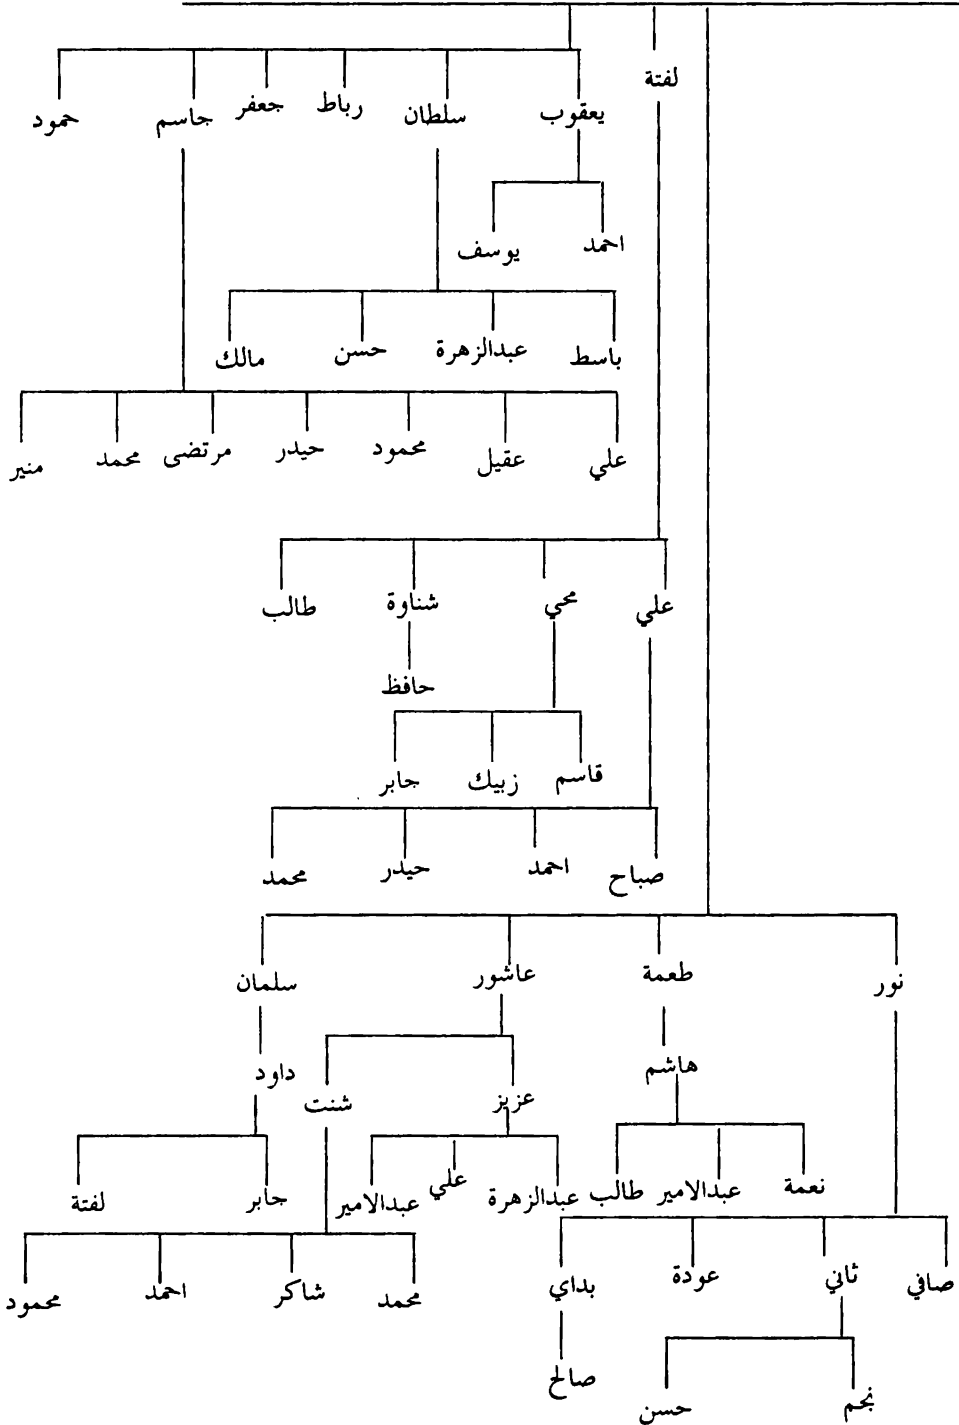 لفتة
يعقوب سلطان رباط جعفر جاسم حمود
احمد يوسف
باسط عبدالزهرة حسن مالك
علي عقيل محمود حيدر مرتضى محمد منير
علي محي شناوة طالب
حافظ
قاسم زبيك جابر
صباح احمد حيدر محمد
نور طعمة عاشور سلمان
هاشم داود
عزيز شنت
نعمة عبدالامير طالب عبدالزهرة علي عبدالامير جابر لفتة
صافي ثاني عودة بداي محمد شاكر احمد محمود
صالح
نجم حسن